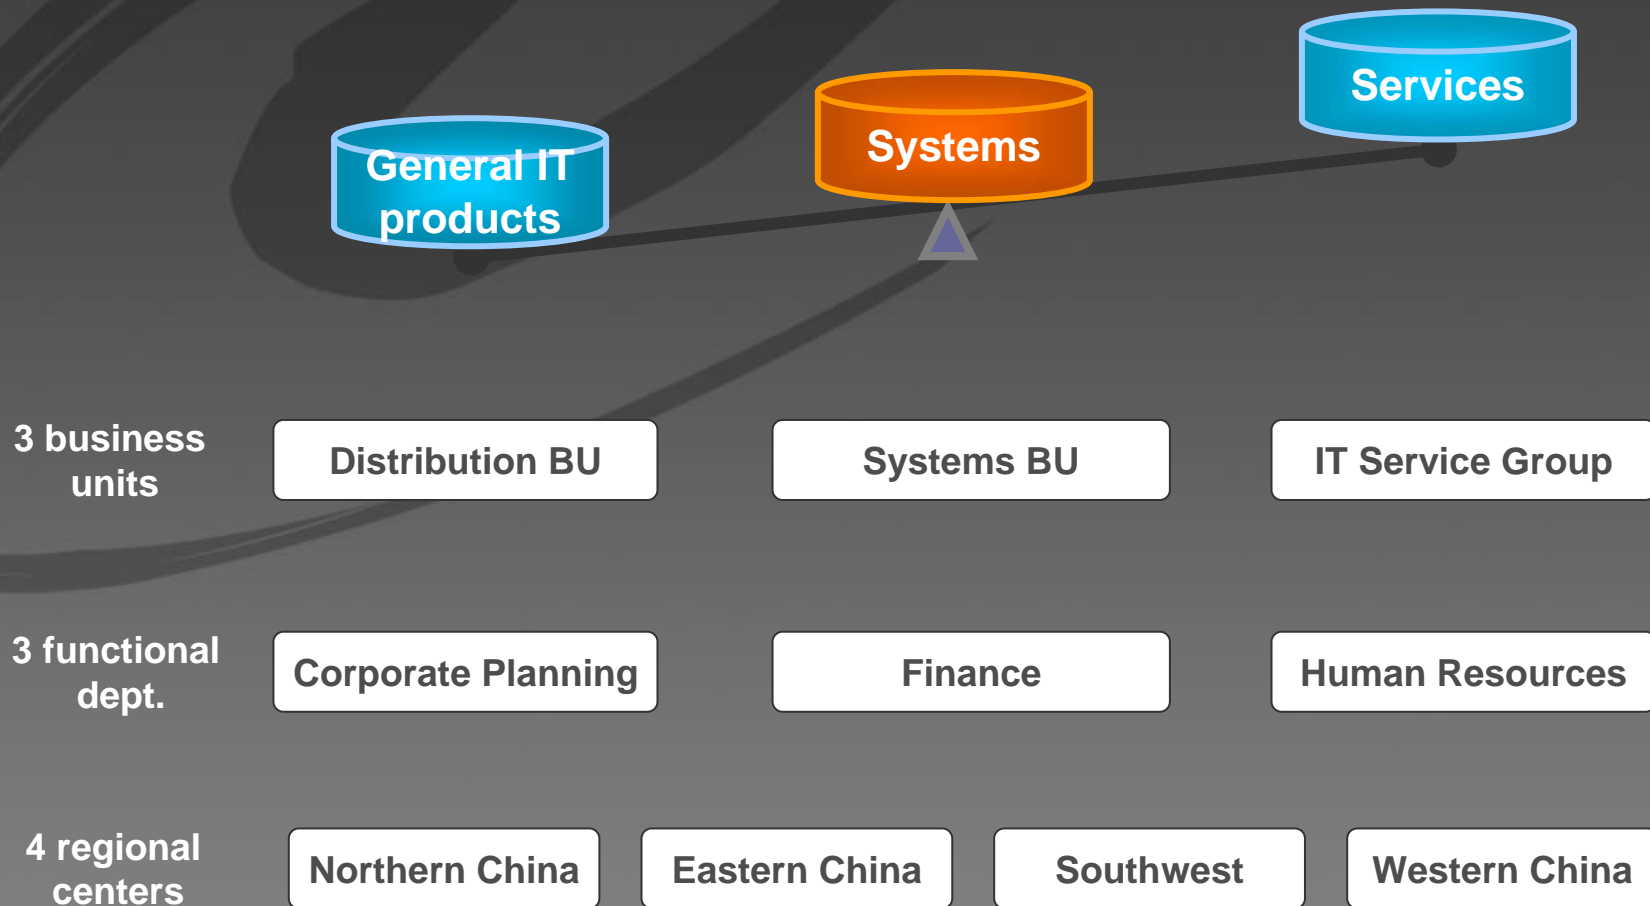 General IT
products
Systems
Services
3 business
units
Distribution BU
Systems BU
IT Service Group
3 functional
dept.
Corporate Planning
Finance
Human Resources
4 regional
centers
Northern China
Eastern China
Southwest
Western China